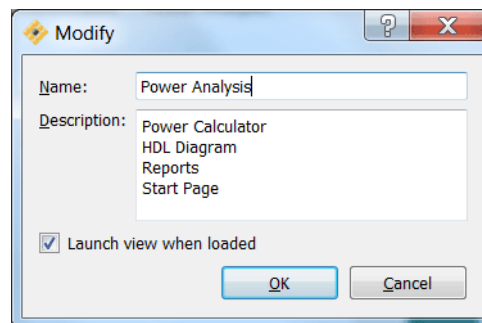 Modify
Name:
Power Analysis
Description:
Power Calculator
HDL Diagram
Reports
Start Page
Launch view when loaded
OK
Cancel